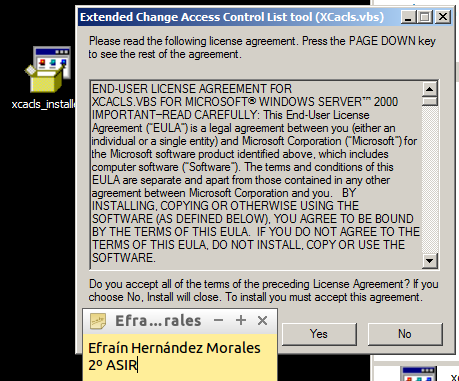 Extended Change Access Control List tool (XCacls.vbs)
Please read the following license agreement. Press the PAGE DOWN key
to see the rest of the agreement.
xcacls_installe
END-USER LICENSE AGREEMENT FOR
XCACLS.VBS FOR MICROSOFT® WINDOWS SERVER™ 2000
IMPORTANT–READ CAREFULLY: This End-User License
Agreement ("EULA") is a legal agreement between you (either an
individual or a single entity) and Microsoft Corporation ("Microsoft") for
the Microsoft software product identified above, which includes
computer software ("Software"). The terms and conditions of this
EULA are separate and apart from those contained in any other
agreement between Microsoft Corporation and you. BY
INSTALLING, COPYING OR OTHERWISE USING THE
SOFTWARE (AS DEFINED BELOW), YOU AGREE TO BE BOUND
BY THE TERMS OF THIS EULA. IF YOU DO NOT AGREE TO THE
TERMS OF THIS EULA, DO NOT INSTALL, COPY OR USE THE
SOFTWARE.
Do you accept all of the terms of the preceding License Agreement? If you
choose No, Install will close. To install you must accept this agreement.
Efra...rales
Yes
No
Efraín Hernández Morales
2º ASIR